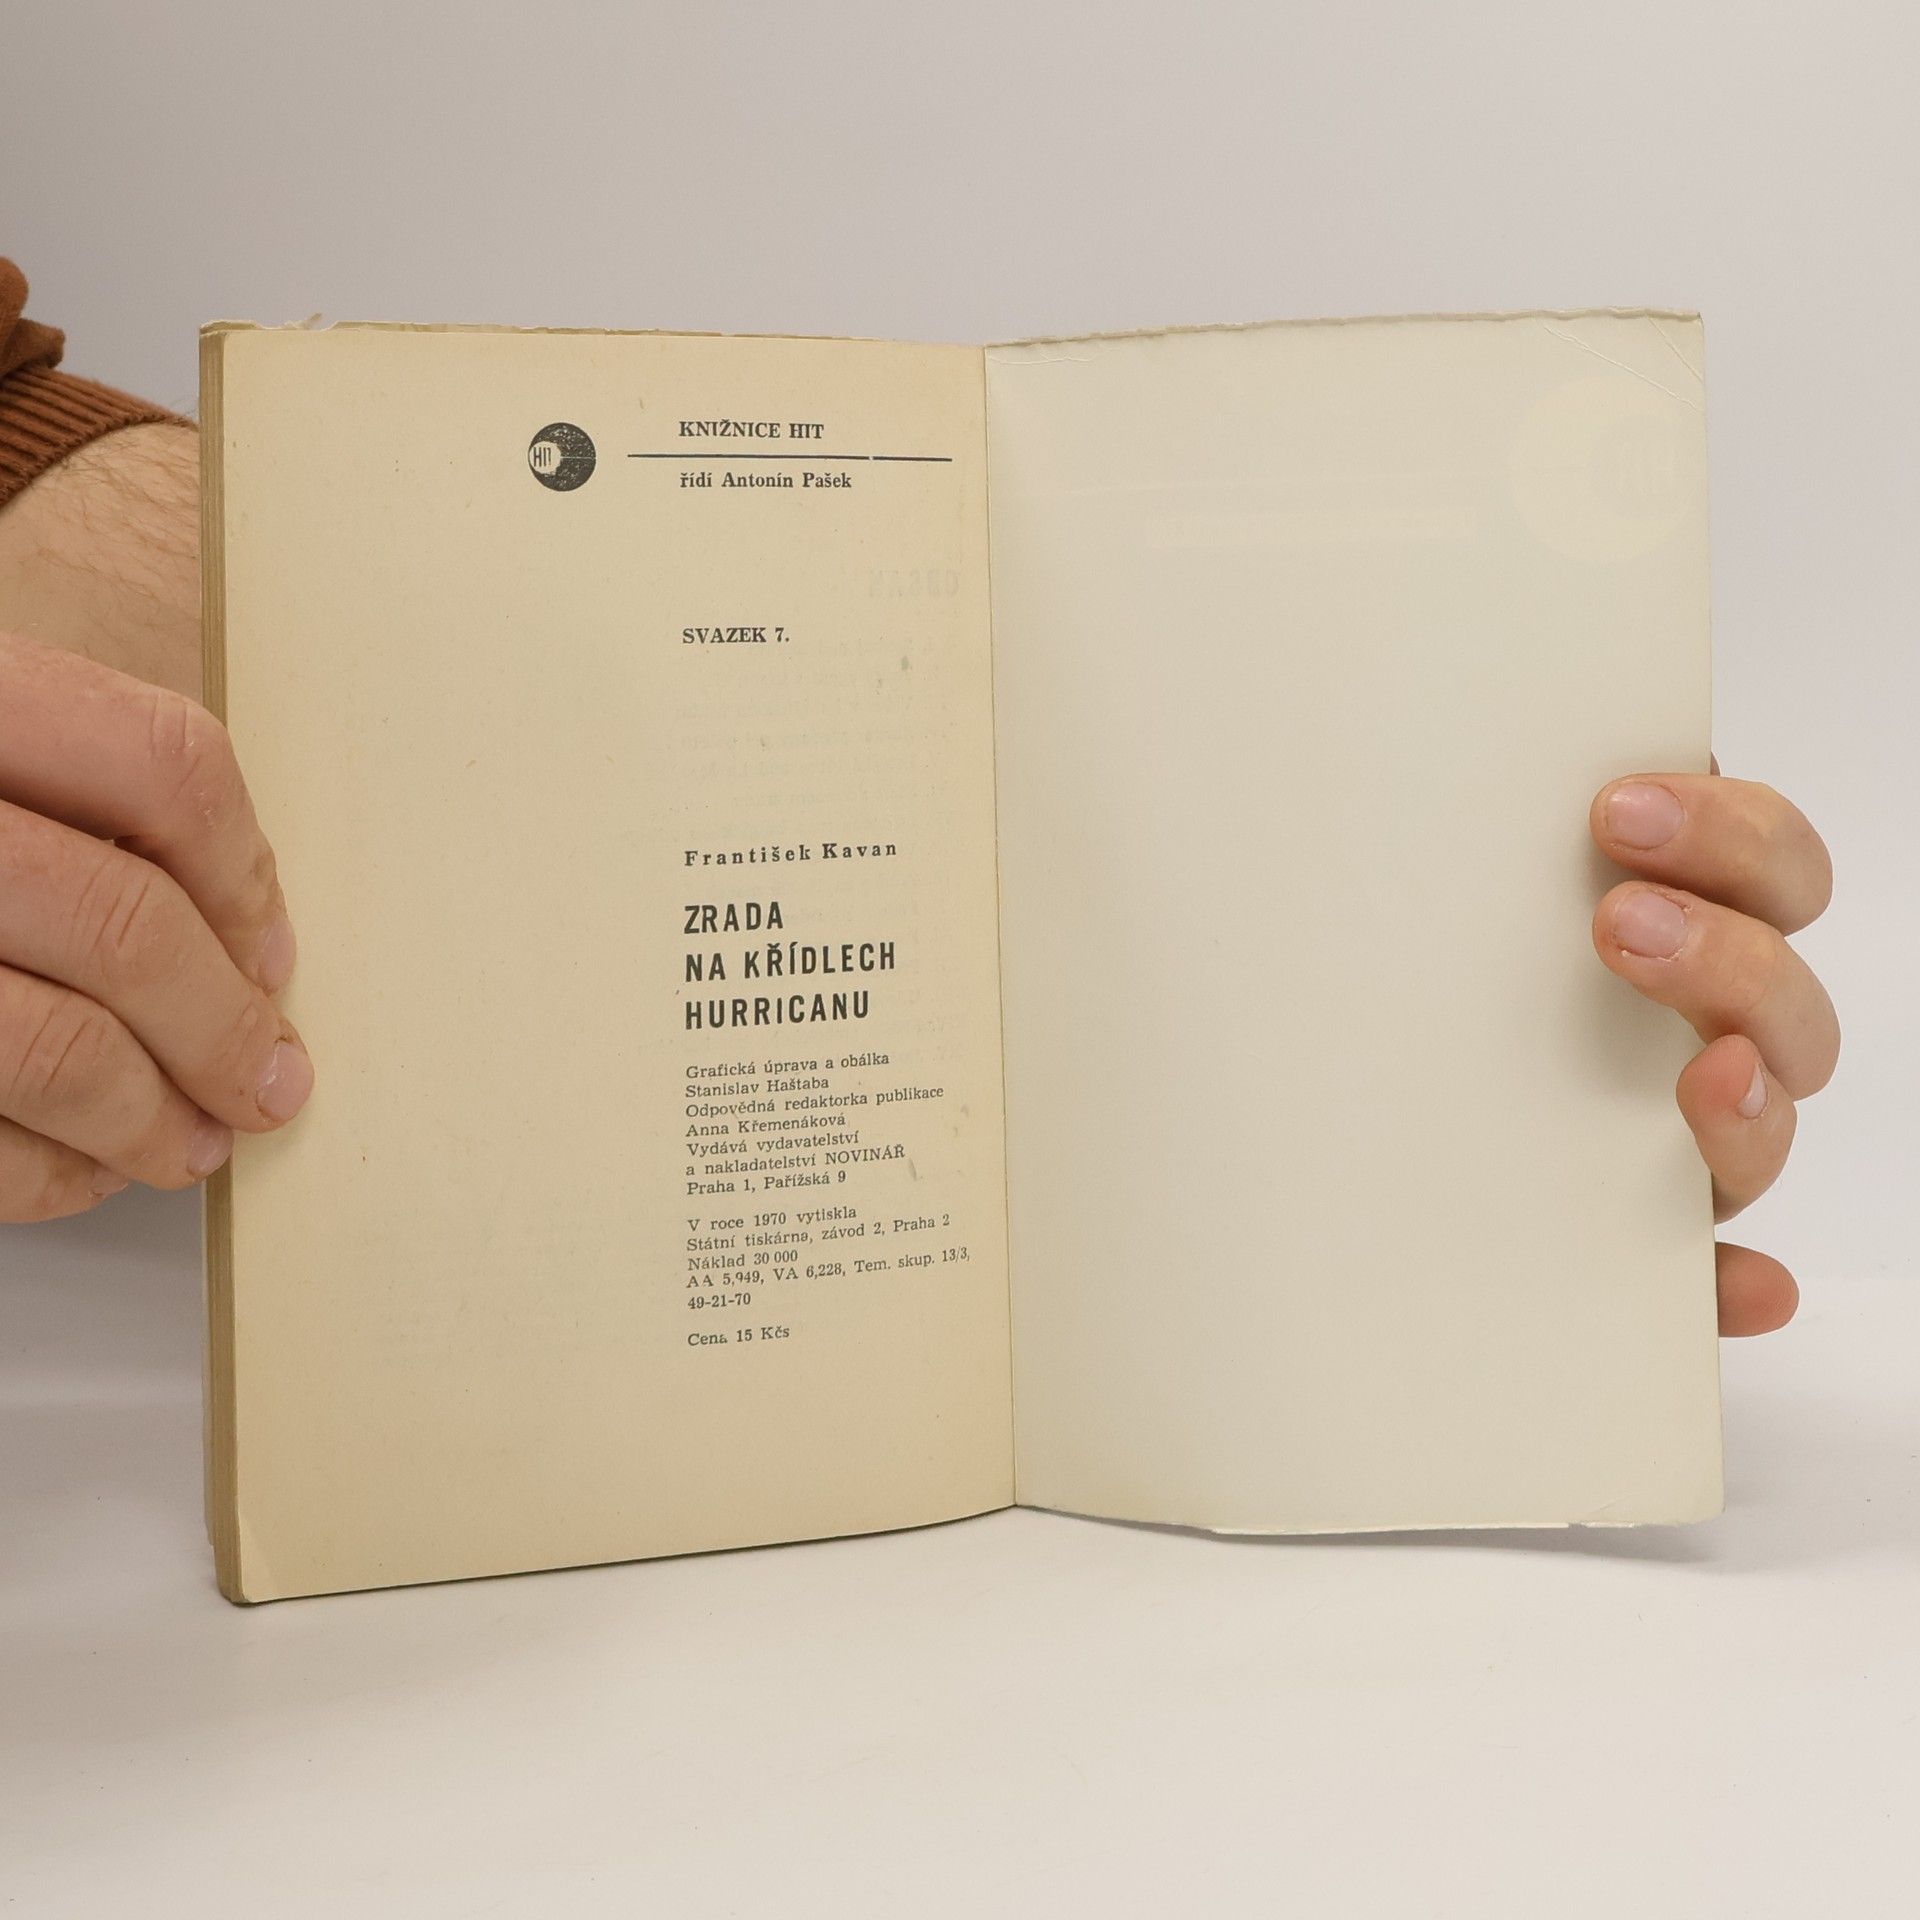 HIT
KNIŽNICE HIT
řídí Antonín Pašek
SVAZEK 7.
František Kavan
ZRADA
NA KŘÍDLECH
HURRICANU
Grafická úprava a obálka
Stanislav Haštaba
Odpovědná redaktorka publikace
Anna Křemenáková
Vydává vydavatelství
a nakladatelství NOVINÁŘ
Praha 1, Pařížská 9
V roce 1970 vytiskla
Státní tiskárna, závod 2, Praha 2
Náklad 30 000
AA 5,949, VA 6,228, Tem. skup. 13/3,
49-21-70
Cena 15 Kčs